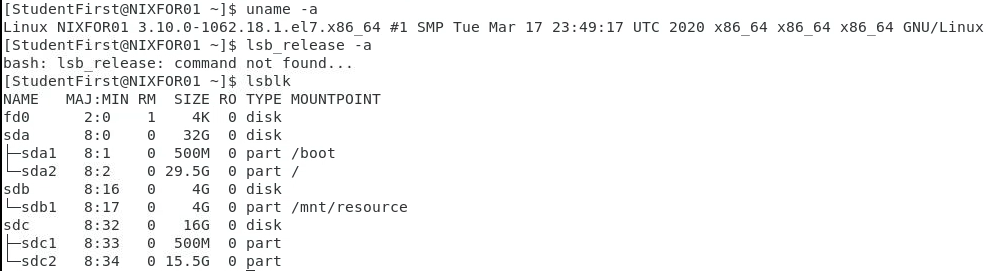 [StudentFirst@NIXFOR01 ~]$ uname -a
Linux NIXFOR01 3.10.0-1062.18.1.el7.x86_64 #1 SMP Tue Mar 17 23:49:17 UTC 2020 x86_64 x86_64 x86_64 GNU/Linux
[StudentFirst@NIXFOR01 ~]$ lsb_release -a
bash: lsb_release: command not found...
[StudentFirst@NIXFOR01 ~]$ lsblk
NAME   MAJ:MIN RM  SIZE RO TYPE MOUNTPOINT
fd0      2:0    1    4K  0 disk
sda      8:0    0   32G  0 disk
├─sda1   8:1    0  500M  0 part /boot
└─sda2   8:2    0 29.5G  0 part /
sdb      8:16   0    4G  0 disk
└─sdb1   8:17   0    4G  0 part /mnt/resource
sdc      8:32   0   16G  0 disk
├─sdc1   8:33   0  500M  0 part
└─sdc2   8:34   0 15.5G  0 part